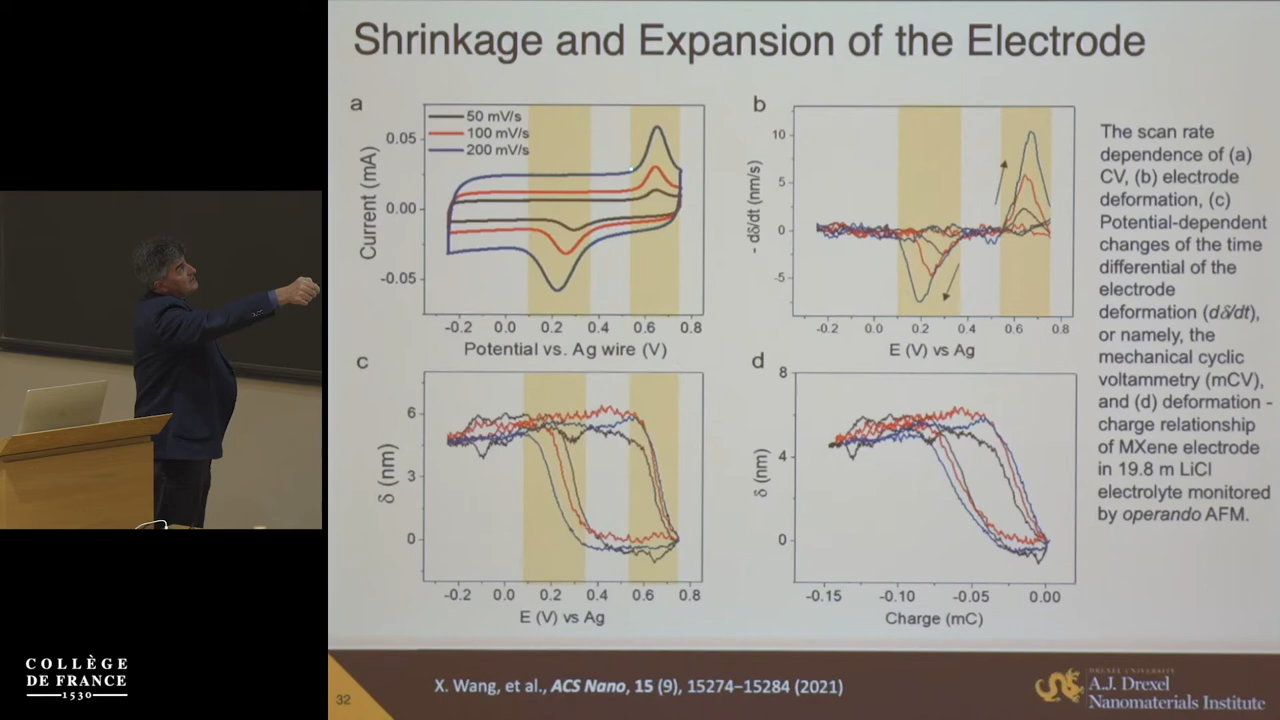 Shrinkage and Expansion of the Electrode
a
50 mV/s
100 mV/s
200 mV/s
0.05
0.00
-0.05
Current (mA)
-0.2 0.0 0.2 0.4 0.6 0.8
Potential vs. Ag wire (V)
b
10
5
0
-5
- dδ/dt (nm/s)
-0.2 0.0 0.2 0.4 0.6 0.8
E (V) vs Ag
c
6
3
0
δ (nm)
-0.2 0.0 0.2 0.4 0.6 0.8
E (V) vs Ag
d
8
4
0
δ (nm)
-0.15 -0.10 -0.05 0.00
Charge (mC)
The scan rate
dependence of (a)
CV, (b) electrode
deformation, (c)
Potential-dependent
changes of the time
differential of the
electrode
deformation (dδ/dt),
or namely, the
mechanical cyclic
voltammetry (mCV),
and (d) deformation -
charge relationship
of MXene electrode
in 19.8 m LiCl
electrolyte monitored
by operando AFM.
COLLÈGE
DE FRANCE
1530
32
X. Wang, et al., ACS Nano, 15 (9), 15274–15284 (2021)
DREXEL UNIVERSITY
A.J. Drexel
Nanomaterials Institute